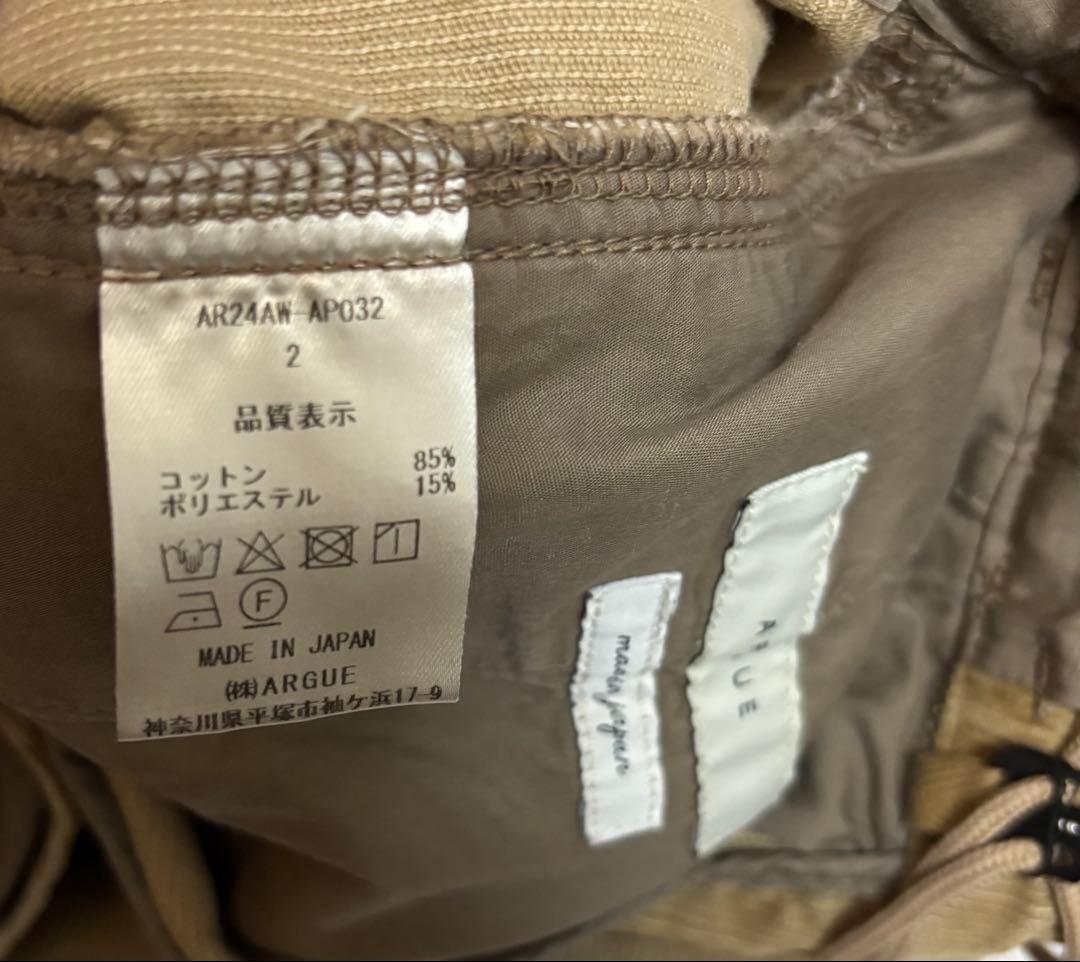 AR24AW-AP032
2
品質表示
コットン 85%
ポリエステル 15%
F
MADE IN JAPAN
㈱ARGUE
神奈川県平塚市袖ケ浜17-9
made in japan
ARGUE